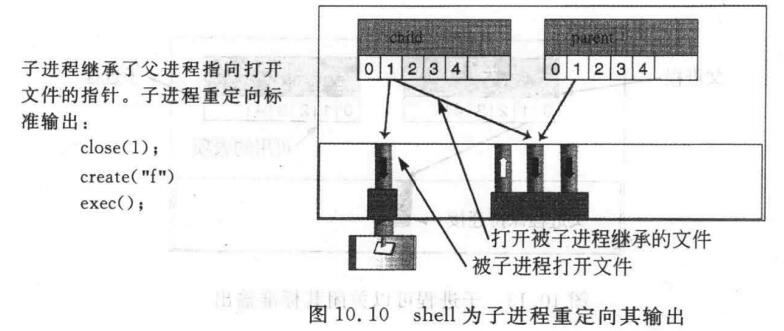 child
parent
0 1 2 3 4
0 1 2 3 4
子进程继承了父进程指向打开
文件的指针。子进程重定向标
准输出：
close(1);
create("f")
exec();
打开被子进程继承的文件
被子进程打开文件
图 10.10 shell 为子进程重定向其输出